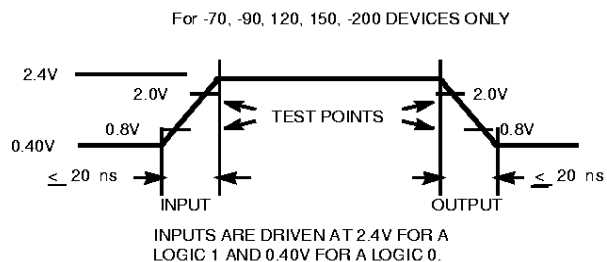 For -70, -90, 120, 150, -200 DEVICES ONLY
2.4V
2.0V
2.0V
TEST POINTS
0.8V
0.8V
0.40V
≤ 20 ns
≤ 20 ns
INPUT
OUTPUT
INPUTS ARE DRIVEN AT 2.4V FOR A
LOGIC 1 AND 0.40V FOR A LOGIC 0.